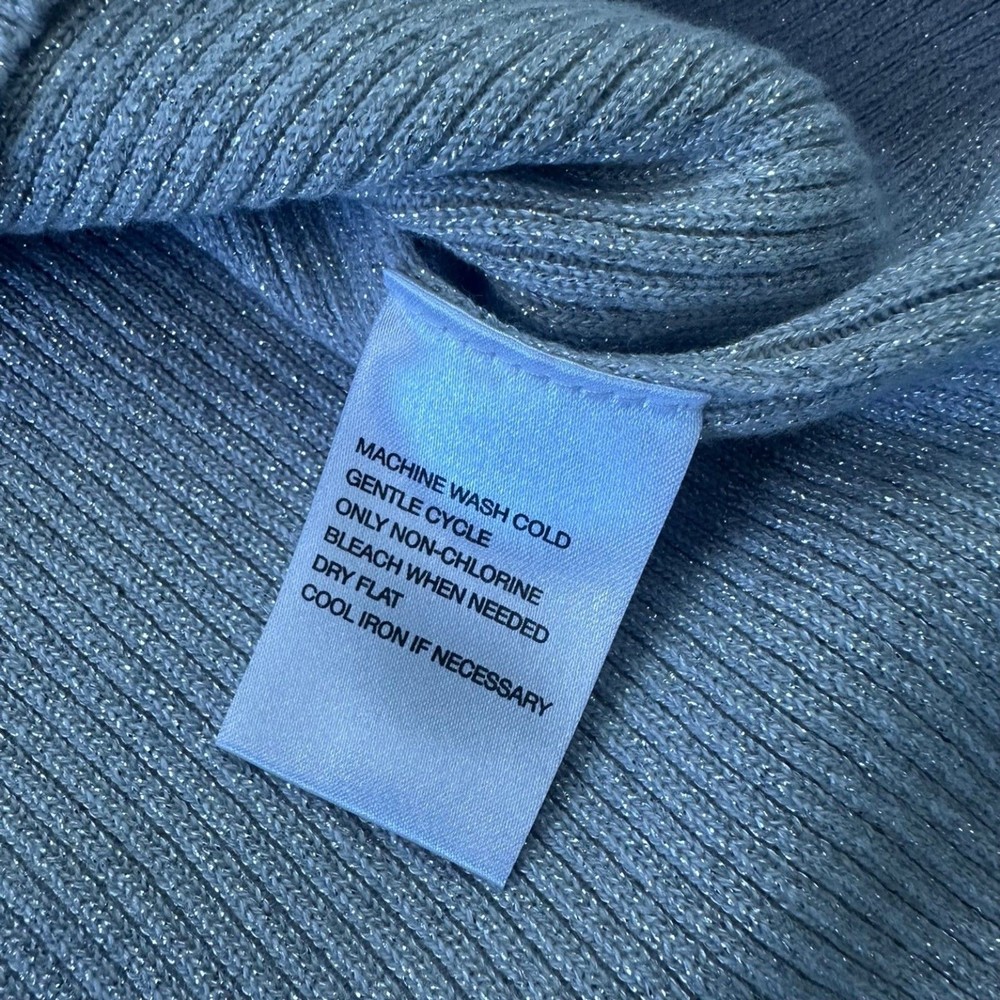 MACHINE WASH COLD
GENTLE CYCLE
ONLY NON-CHLORINE
BLEACH WHEN NEEDED
DRY FLAT
COOL IRON IF NECESSARY